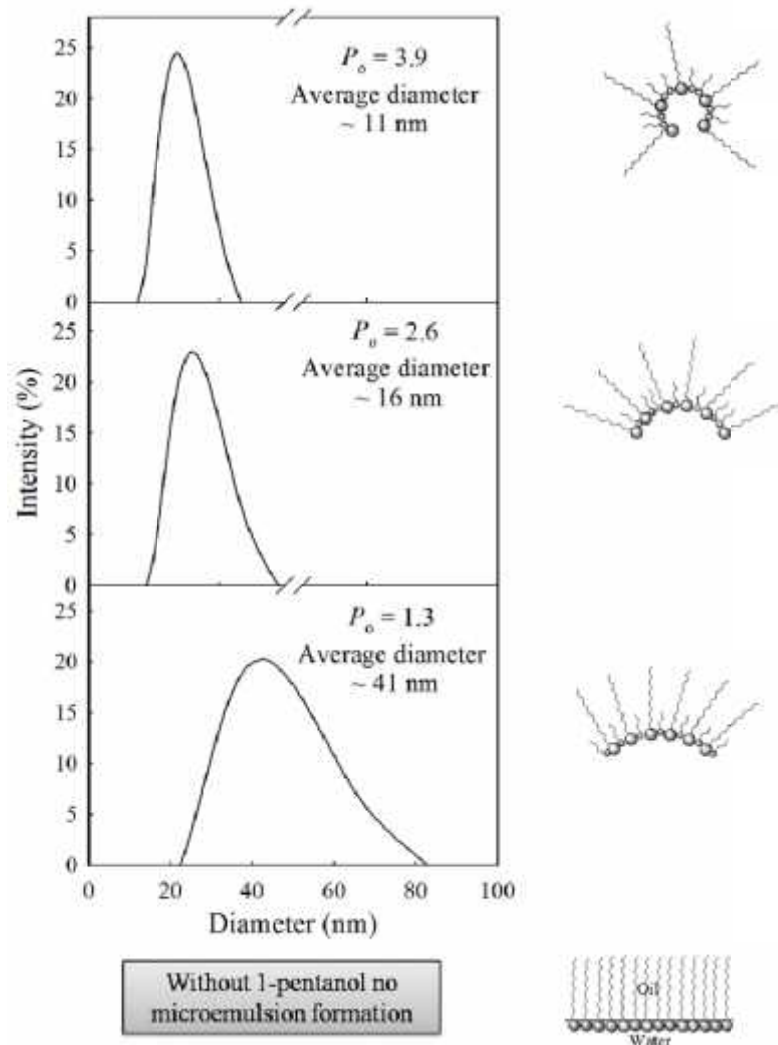 25
20
15
10
5
0
P_o = 3.9
Average diameter
~ 11 nm
25
20
15
10
5
0
P_o = 2.6
Average diameter
~ 16 nm
25
20
15
10
5
0
P_o = 1.3
Average diameter
~ 41 nm
Intensity (%)
0 20 40 60 80 100
Diameter (nm)
Without 1-pentanol no
microemulsion formation
Oil
Water